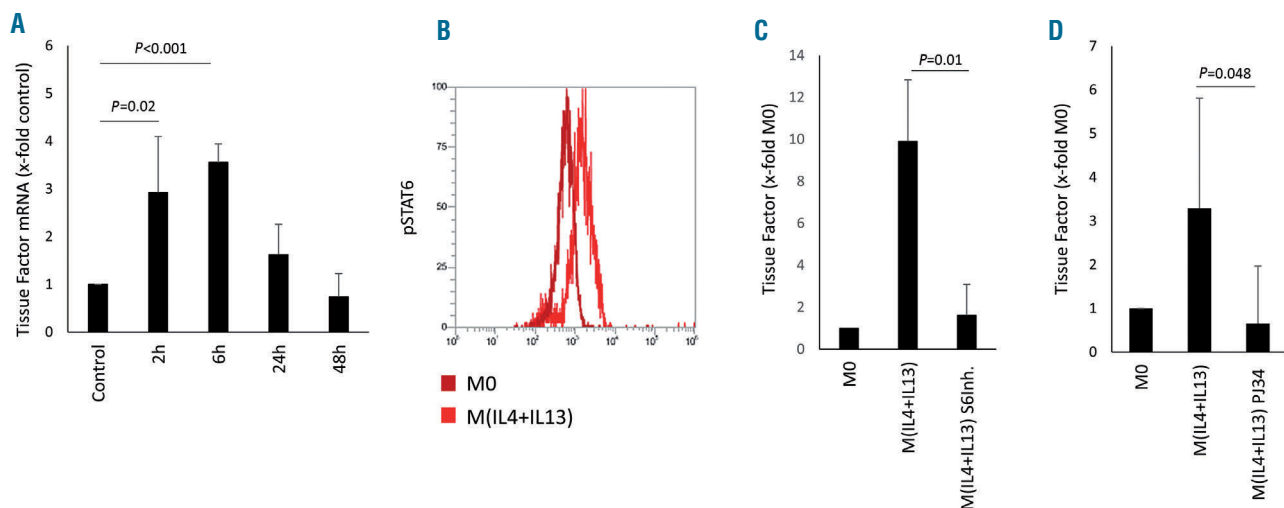 A
Tissue Factor mRNA (x-fold control)
6
5
4
3
2
1
0
P<0.001
P=0.02
Control
2h
6h
24h
48h
B
pSTAT6
100
75
50
25
0
10⁰
10¹
10²
10³
10⁴
10⁵
10⁶
M0
M(IL4+IL13)
C
Tissue Factor (x-fold M0)
14
12
10
8
6
4
2
0
P=0.01
M0
M(IL4+IL13)
M(IL4+IL13) S6Inh.
D
Tissue Factor (x-fold M0)
7
6
5
4
3
2
1
0
P=0.048
M0
M(IL4+IL13)
M(IL4+IL13) PJ34